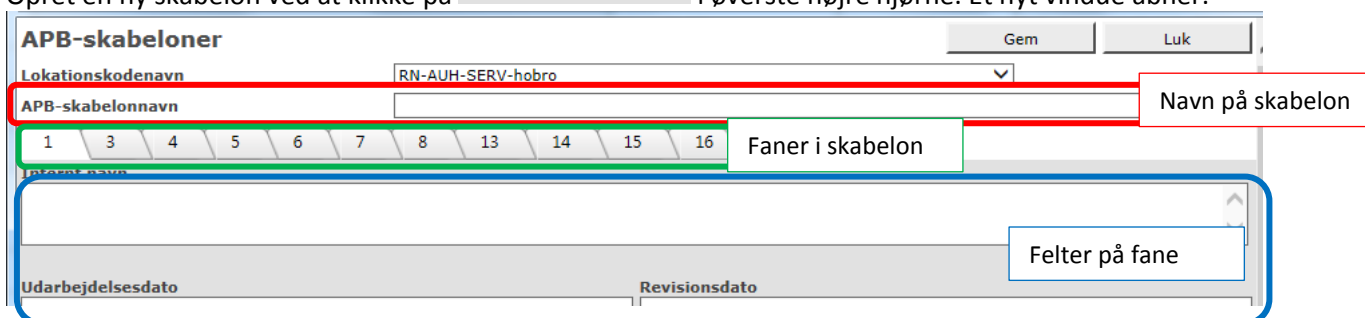 Opret en ny skabelon ved at klikke på i øverste højre hjørne. Et nyt vindue åbner.
APB-skabeloner Gem Luk
Lokationskodenavn RN-AUH-SERV-hobro
APB-skabelonnavn Navn på skabelon
1 3 4 5 6 7 8 13 14 15 16 Faner i skabelon
Internt navn
Felter på fane
Udarbejdelsesdato Revisionsdato